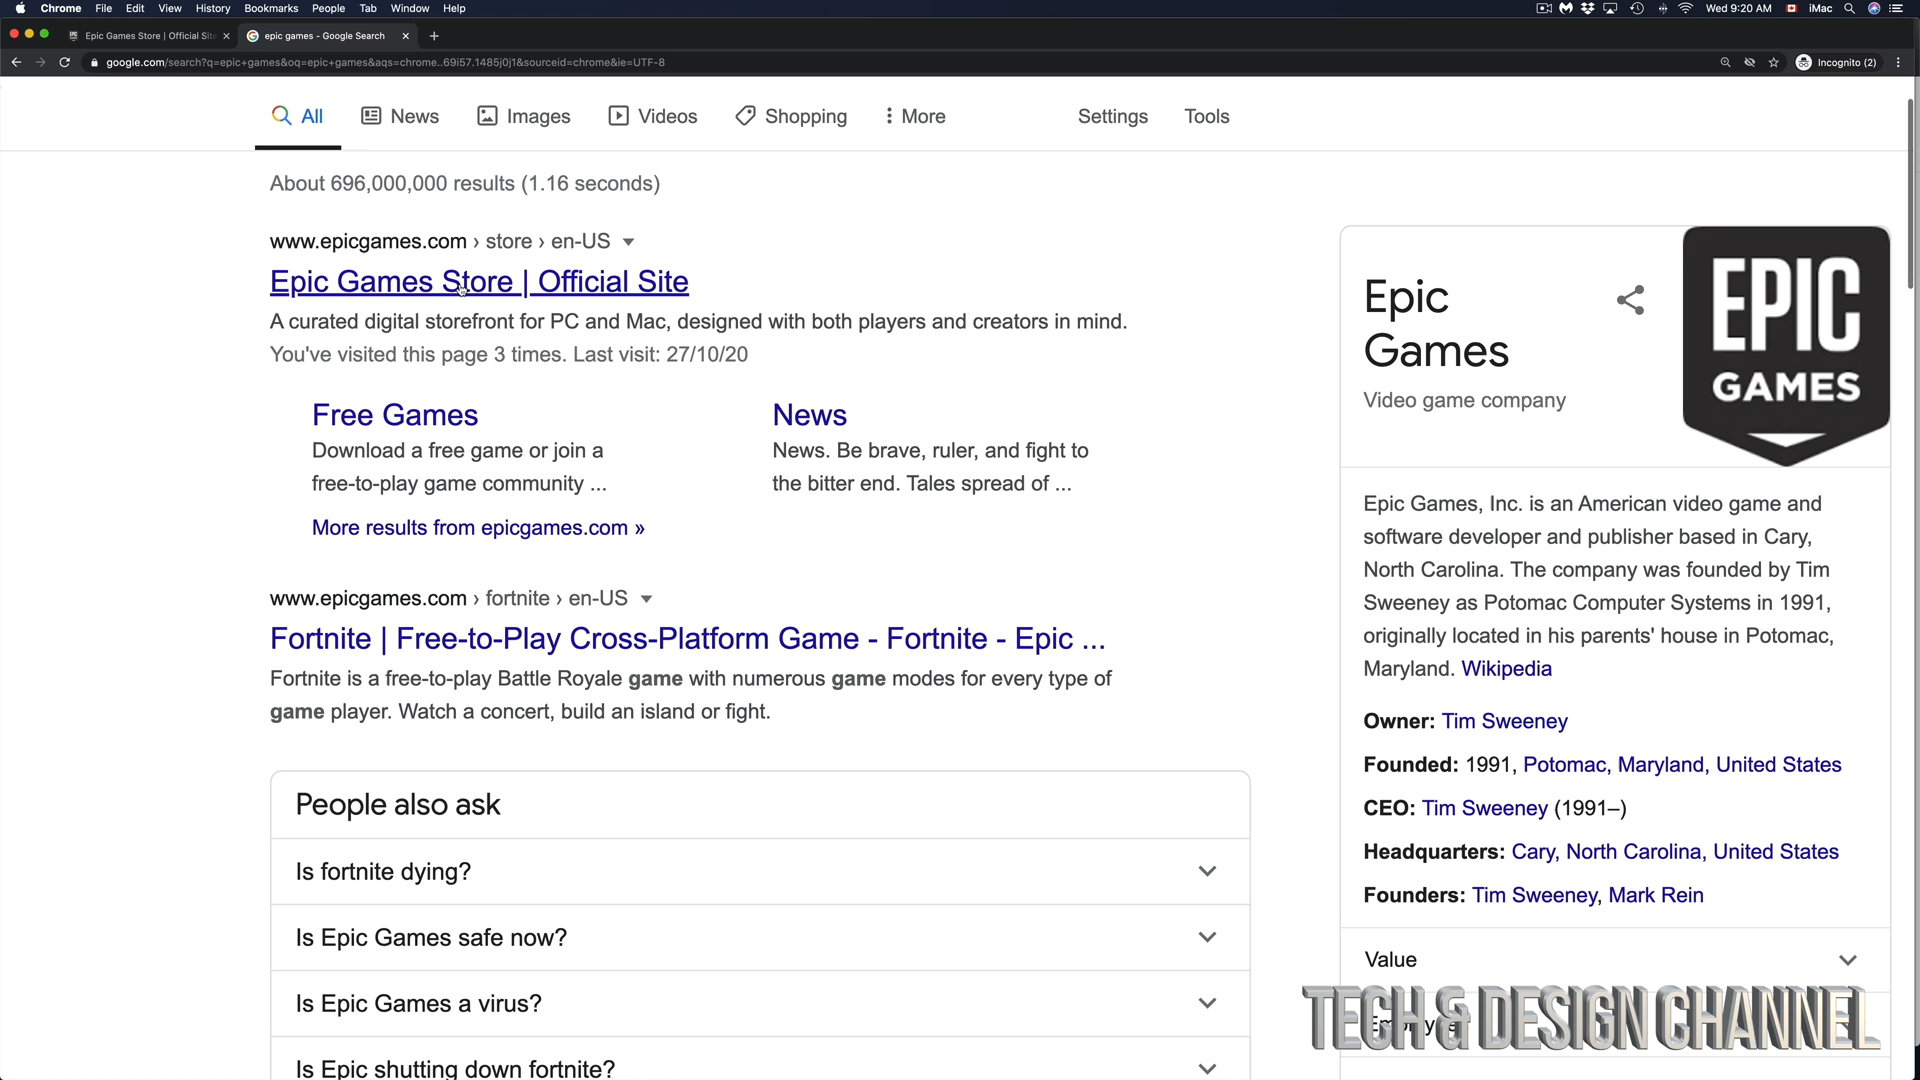 Chrome File Edit View History Bookmarks People Tab Window Help
Wed 9:20 AM iMac
Epic Games Store | Official Sit
epic games - Google Search
google.com/search?q=epic+games&oq=epic+games&aqs=chrome..69i57.1485j0j1&sourceid=chrome&ie=UTF-8
Incognito (2)
All News Images Videos Shopping More Settings Tools
About 696,000,000 results (1.16 seconds)
www.epicgames.com › store › en-US
Epic Games Store | Official Site
A curated digital storefront for PC and Mac, designed with both players and creators in mind.
You've visited this page 3 times. Last visit: 27/10/20
Free Games
Download a free game or join a
free-to-play game community ...
News
News. Be brave, ruler, and fight to
the bitter end. Tales spread of ...
More results from epicgames.com »
www.epicgames.com › fortnite › en-US
Fortnite | Free-to-Play Cross-Platform Game - Fortnite - Epic ...
Fortnite is a free-to-play Battle Royale game with numerous game modes for every type of
game player. Watch a concert, build an island or fight.
People also ask
Is fortnite dying?
Is Epic Games safe now?
Is Epic Games a virus?
Is Epic shutting down fortnite?
Epic
Games
Video game company
EPIC
GAMES
Epic Games, Inc. is an American video game and
software developer and publisher based in Cary,
North Carolina. The company was founded by Tim
Sweeney as Potomac Computer Systems in 1991,
originally located in his parents' house in Potomac,
Maryland. Wikipedia
Owner: Tim Sweeney
Founded: 1991, Potomac, Maryland, United States
CEO: Tim Sweeney (1991–)
Headquarters: Cary, North Carolina, United States
Founders: Tim Sweeney, Mark Rein
Value
TECH & DESIGN CHANNEL